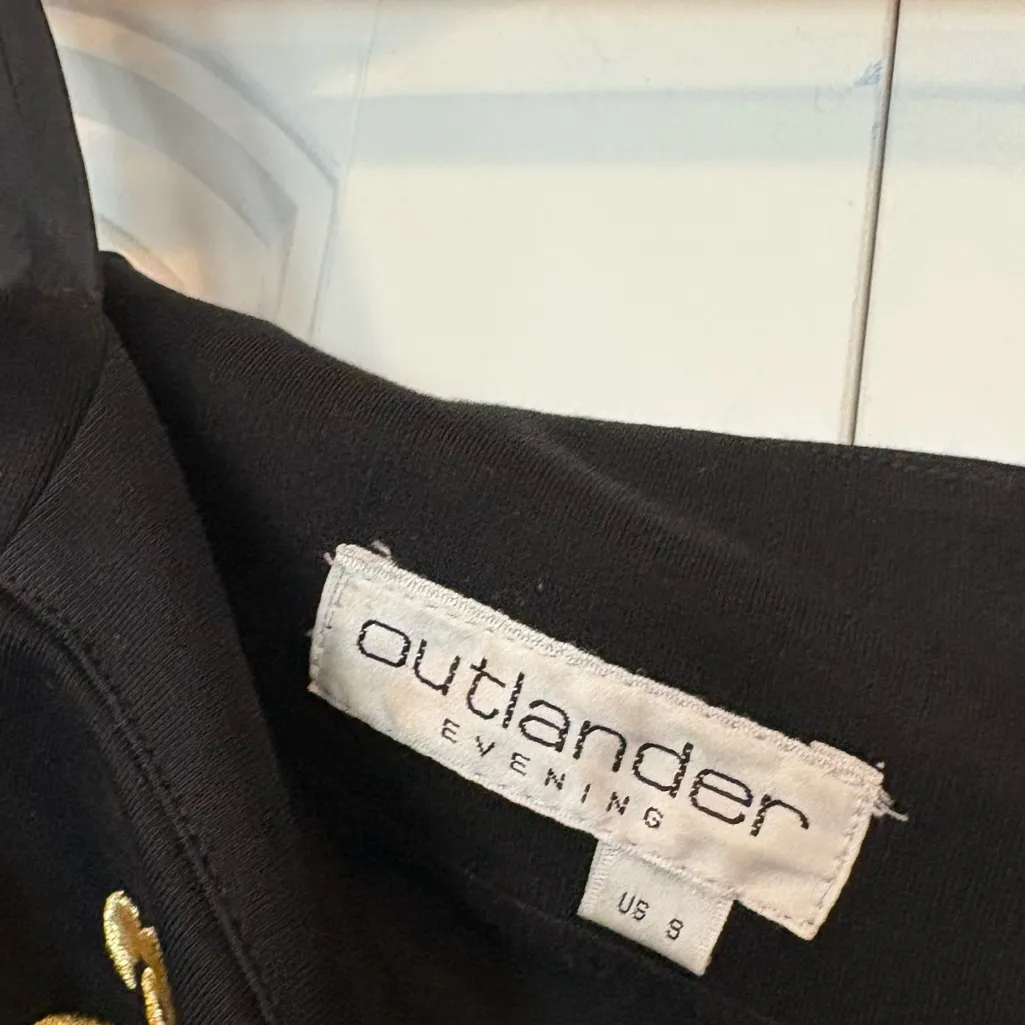 outlander
EVENING
US 8